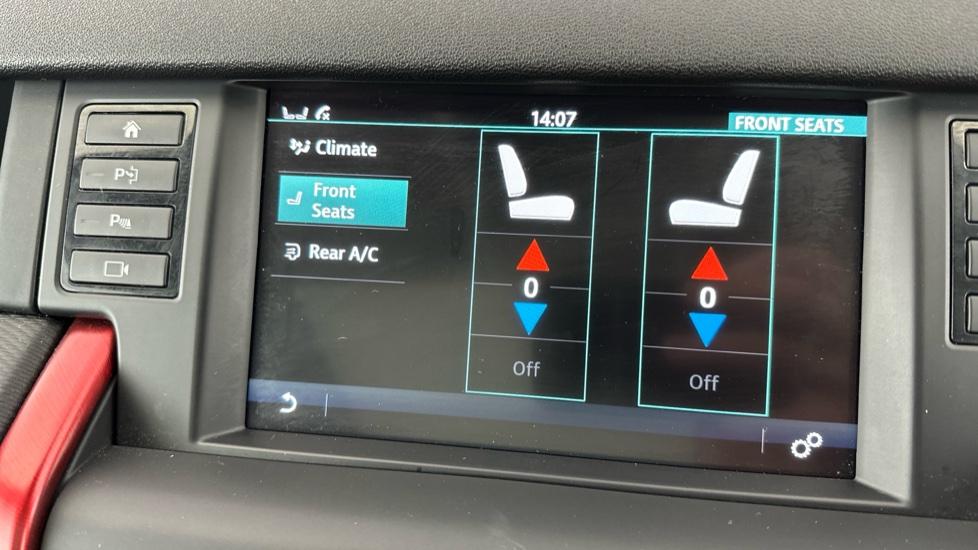 14:07
FRONT SEATS
Climate
Front
Seats
Rear A/C
0
Off
0
Off
P
P